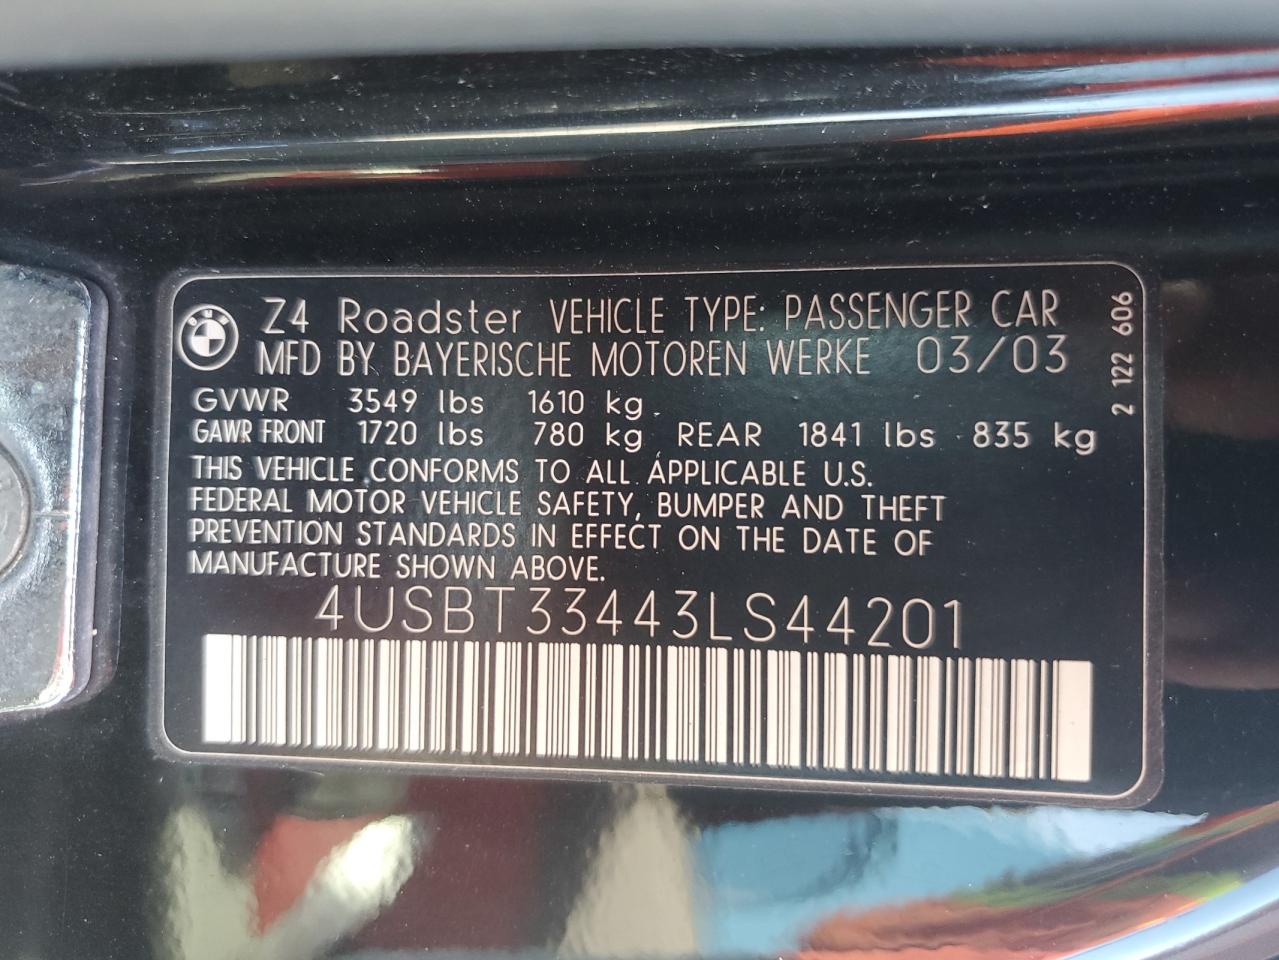 BMW Z4 Roadster VEHICLE TYPE: PASSENGER CAR
MFD BY BAYERISCHE MOTOREN WERKE 03/03
GVWR 3549 lbs 1610 kg
GAWR FRONT 1720 lbs 780 kg REAR 1841 lbs 835 kg
THIS VEHICLE CONFORMS TO ALL APPLICABLE U.S.
FEDERAL MOTOR VEHICLE SAFETY, BUMPER AND THEFT
PREVENTION STANDARDS IN EFFECT ON THE DATE OF
MANUFACTURE SHOWN ABOVE.
4USBT33443LS44201
2 122 606